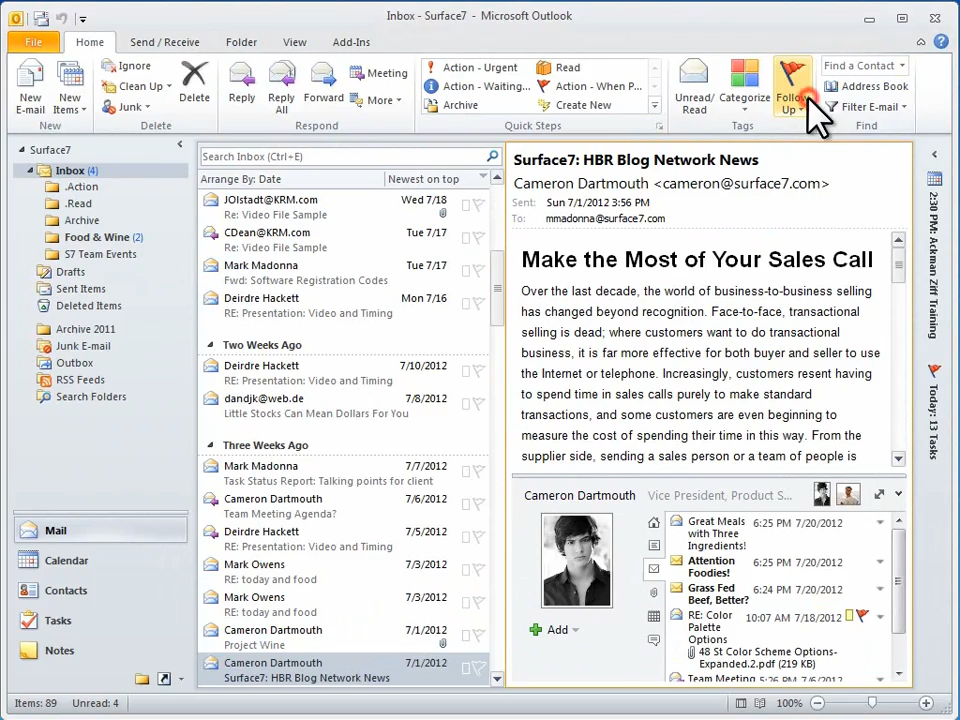 Inbox - Surface7 - Microsoft Outlook
File
Home
Send / Receive
Folder
View
Add-Ins
New
E-mail
New
Items
New
Ignore
Clean Up
Junk
Delete
Delete
Reply
Reply
All
Forward
Meeting
More
Respond
Action - Urgent
Action - Waiting...
Archive
Read
Action - When P...
Create New
Quick Steps
Unread/
Read
Categorize
Follow
Up
Tags
Find a Contact
Address Book
Filter E-mail
Find
Surface7
Inbox (4)
.Action
.Read
Archive
Food & Wine (2)
S7 Team Events
Drafts
Sent Items
Deleted Items
Archive 2011
Junk E-mail
Outbox
RSS Feeds
Search Folders
Mail
Calendar
Contacts
Tasks
Notes
Search Inbox (Ctrl+E)
Arrange By: Date
Newest on top
JOlstadt@KRM.com Wed 7/18
Re: Video File Sample
CDean@KRM.com Tue 7/17
Re: Video File Sample
Mark Madonna Tue 7/17
Fwd: Software Registration Codes
Deirdre Hackett Mon 7/16
RE: Presentation: Video and Timing
Two Weeks Ago
Deirdre Hackett 7/10/2012
RE: Presentation: Video and Timing
dandjk@web.de 7/8/2012
Little Stocks Can Mean Dollars For You
Three Weeks Ago
Mark Madonna 7/7/2012
Task Status Report: Talking points for client
Cameron Dartmouth 7/6/2012
Team Meeting Agenda?
Deirdre Hackett 7/5/2012
RE: Presentation: Video and Timing
Mark Owens 7/3/2012
RE: today and food
Mark Owens 7/3/2012
RE: today and food
Cameron Dartmouth 7/1/2012
Project Wine
Cameron Dartmouth 7/1/2012
Surface7: HBR Blog Network News
Surface7: HBR Blog Network News
Cameron Dartmouth <cameron@surface7.com>
Sent: Sun 7/1/2012 3:56 PM
To: mmadonna@surface7.com
Make the Most of Your Sales Call
Over the last decade, the world of business-to-business selling
has changed beyond recognition. Face-to-face, transactional
selling is dead; where customers want to do transactional
business, it is far more effective for both buyer and seller to use
the Internet or telephone. Increasingly, customers resent having
to spend time in sales calls purely to make standard
transactions, and some customers are even beginning to
measure the cost of spending their time in this way. From the
supplier side, sending a sales person or a team of people is
Cameron Dartmouth Vice President, Product S...
Add
Great Meals 6:25 PM 7/20/2012
with Three
Ingredients!
Attention 6:25 PM 7/20/2012
Foodies!
Grass Fed 6:24 PM 7/20/2012
Beef, Better?
RE: Color 10:07 AM 7/18/2012
Palette
Options
48 St Color Scheme Options-
Expanded.2.pdf (219 KB)
Team Meeting 5:26 PM 7/6/2012
2:30 PM: Ackman Ziff Training
Today: 13 Tasks
Items: 89
Unread: 4
100%